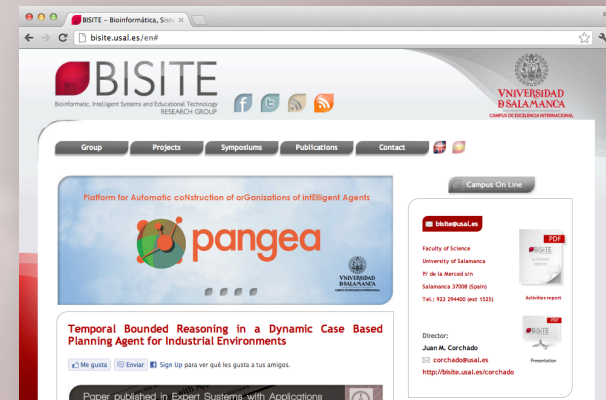 BISITE – Bioinformática, Siste
bisite.usal.es/en#
BISITE
Bioinformatic, Intelligent Systems and Educational Technology
RESEARCH GROUP
VNiVERSiDAD
D SALAMANCA
CAMPUS DE EXCELENCIA INTERNACIONAL
Group Projects Symposiums Publications Contact
Campus On Line
Platform for Automatic coNstruction of orGanizations of intElligent Agents
pangea
VNiVERSiDAD
D SALAMANCA
bisite@usal.es
Faculty of Science
University of Salamanca
Pº de la Merced s/n
Salamanca 37008 (Spain)
Tel.: 923 294400 (ext 1525)
PDF
BISITE
Activities report
Director:
Juan M. Corchado
corchado@usal.es
http://bisite.usal.es/corchado
PDF
BISITE
Presentation
Temporal Bounded Reasoning in a Dynamic Case Based
Planning Agent for Industrial Environments
Me gusta Enviar Sign Up para ver qué les gusta a tus amigos.
Paper published in Expert Systems with Applications